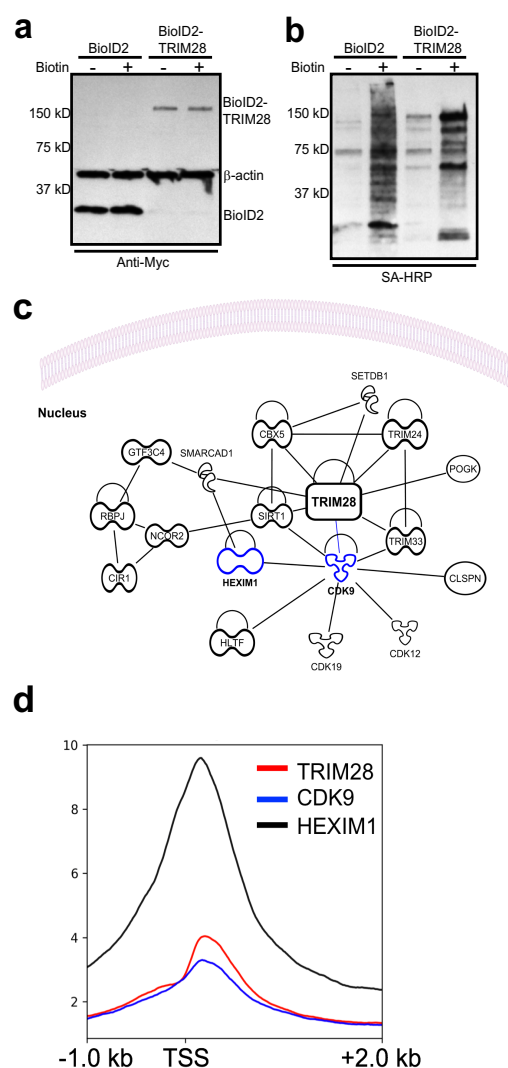 a
BioID2
BioID2-
TRIM28
Biotin - + - +
150 kD
75 kD
37 kD
BioID2-
TRIM28
β-actin
BioID2
Anti-Myc
b
BioID2
BioID2-
TRIM28
Biotin - + - +
150 kD
75 kD
37 kD
SA-HRP
c
Nucleus
SETDB1
CBX5
TRIM24
GTF3C4
SMARCAD1
POGK
TRIM28
RBPJ
SIRT1
NCOR2
TRIM33
CIR1
HEXIM1
CDK9
CLSPN
HLTF
CDK19
CDK12
d
10
8
6
4
2
TRIM28
CDK9
HEXIM1
-1.0 kb TSS +2.0 kb